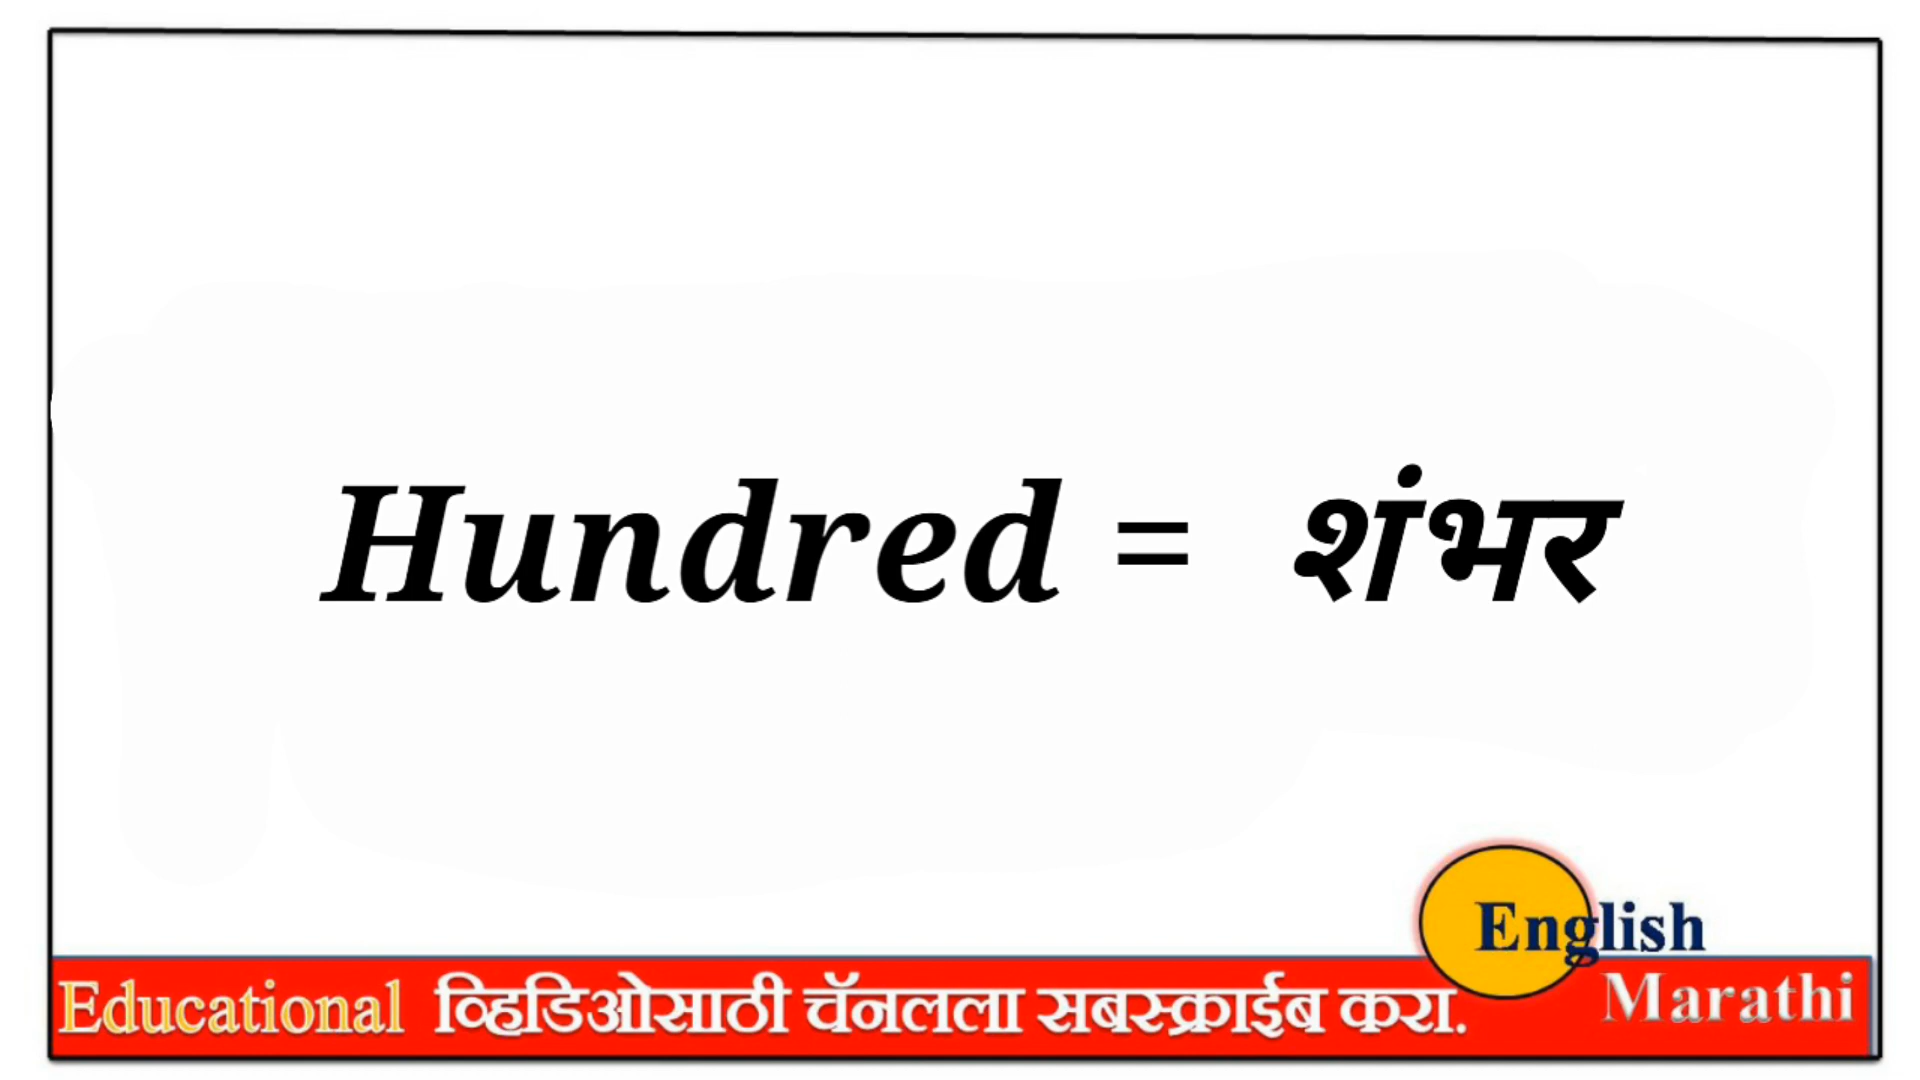 Hundred = शंभर
English
Educational व्हिडिओसाठी चॅनलला सबस्क्राईब करा.
Marathi